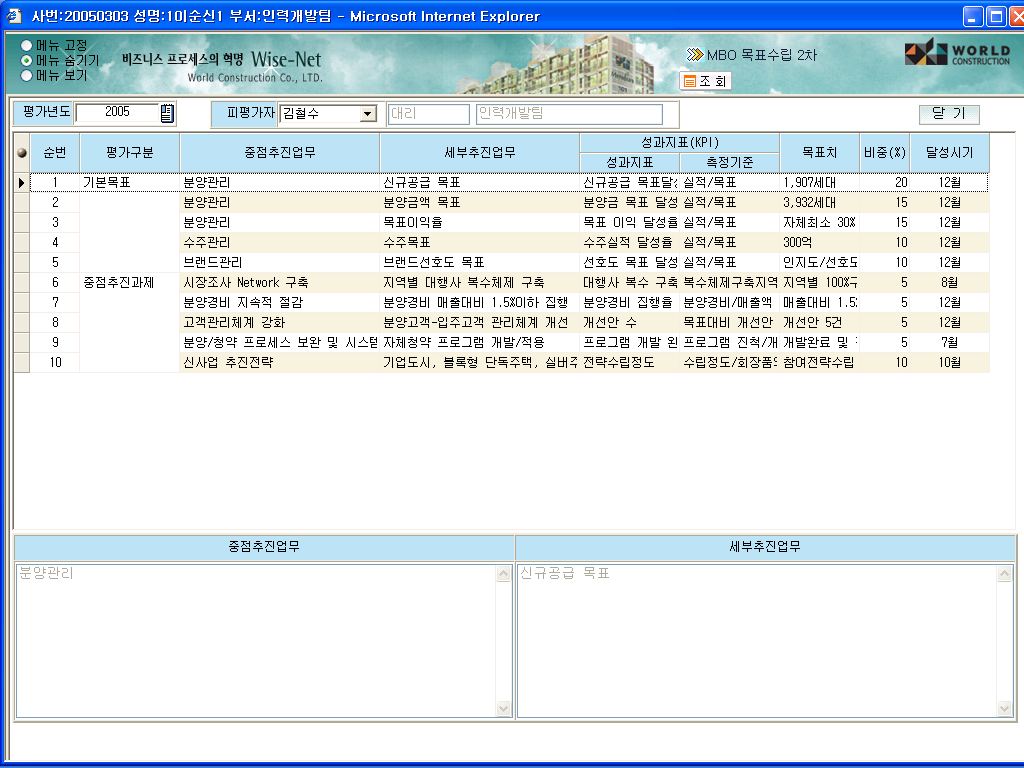 사번:20050303 성명:1이순신1 부서:인력개발팀 - Microsoft Internet Explorer
메뉴 고정
메뉴 숨기기
메뉴 보기
비즈니스 프로세스의 혁명 Wise-Net
World Construction Co., LTD.
MBO 목표수립 2차
조 회
WORLD
CONSTRUCTION
평가년도 2005 피평가자 김철수 대리 인력개발팀 닫 기
순번 평가구분 중점추진업무 세부추진업무 성과지표(KPI) 목표치 비중(%) 달성시기
성과지표 측정기준
1 기본목표 분양관리 신규공급 목표 신규공급 목표달 실적/목표 1,907세대 20 12월
2 분양관리 분양금액 목표 분양금 목표 달성 실적/목표 3,932세대 15 12월
3 분양관리 목표이익율 목표 이익 달성율 실적/목표 자체최소 30% 15 12월
4 수주관리 수주목표 수주실적 달성율 실적/목표 300억 10 12월
5 브랜드관리 브랜드선호도 목표 선호도 목표 달성 실적/목표 인지도/선호도 10 12월
6 중점추진과제 시장조사 Network 구축 지역별 대행사 복수체제 구축 대행사 복수 구축 복수체제구축지역 지역별 100% 5 8월
7 분양경비 지속적 절감 분양경비 매출대비 1.5%이하 집행 분양경비 집행율 분양경비/매출액 매출대비 1.5 5 12월
8 고객관리체계 강화 분양고객-입주고객 관리체계 개선 개선안 수 목표대비 개선안 개선안 5건 5 12월
9 분양/청약 프로세스 보완 및 시스템 자체청약 프로그램 개발/적용 프로그램 개발 완 프로그램 진척/개 개발완료 및 5 7월
10 신사업 추진전략 기업도시, 블록형 단독주택, 실버주 전략수립정도 수립정도/회장품의 참여전략수립 10 10월
중점추진업무 세부추진업무
분양관리 신규공급 목표